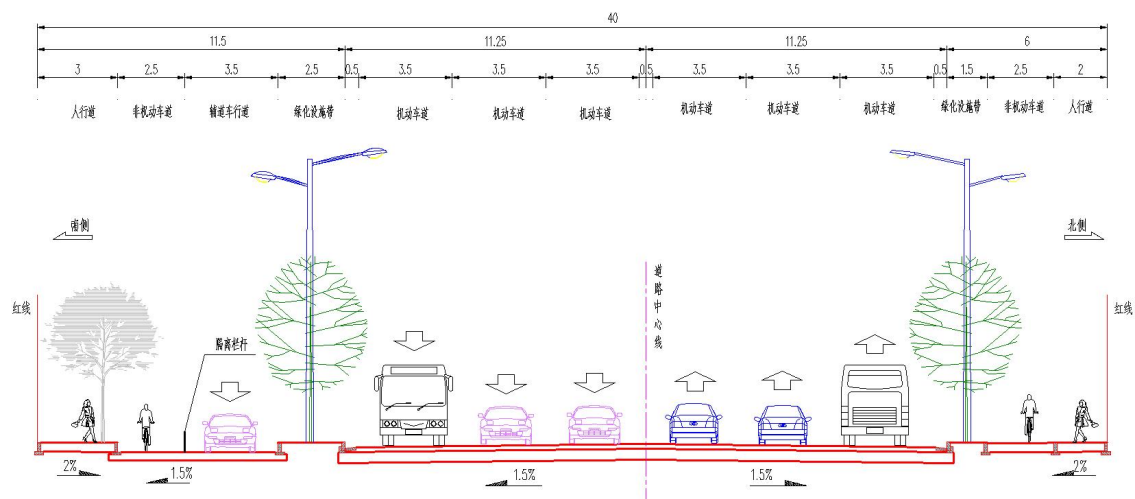 40
11.5 11.25 11.25 6
3 2.5 3.5 2.5 0.5 3.5 3.5 3.5 0.5 3.5 3.5 3.5 0.5 1.5 2.5 2
人行道 非机动车道 辅道车行道 绿化设施带 机动车道 机动车道 机动车道 机动车道 机动车道 机动车道 绿化设施带 非机动车道 人行道
南侧 北侧
道路中心线
红线 红线
隔离栏杆
2% 1.5% 1.5% 1.5% 2%